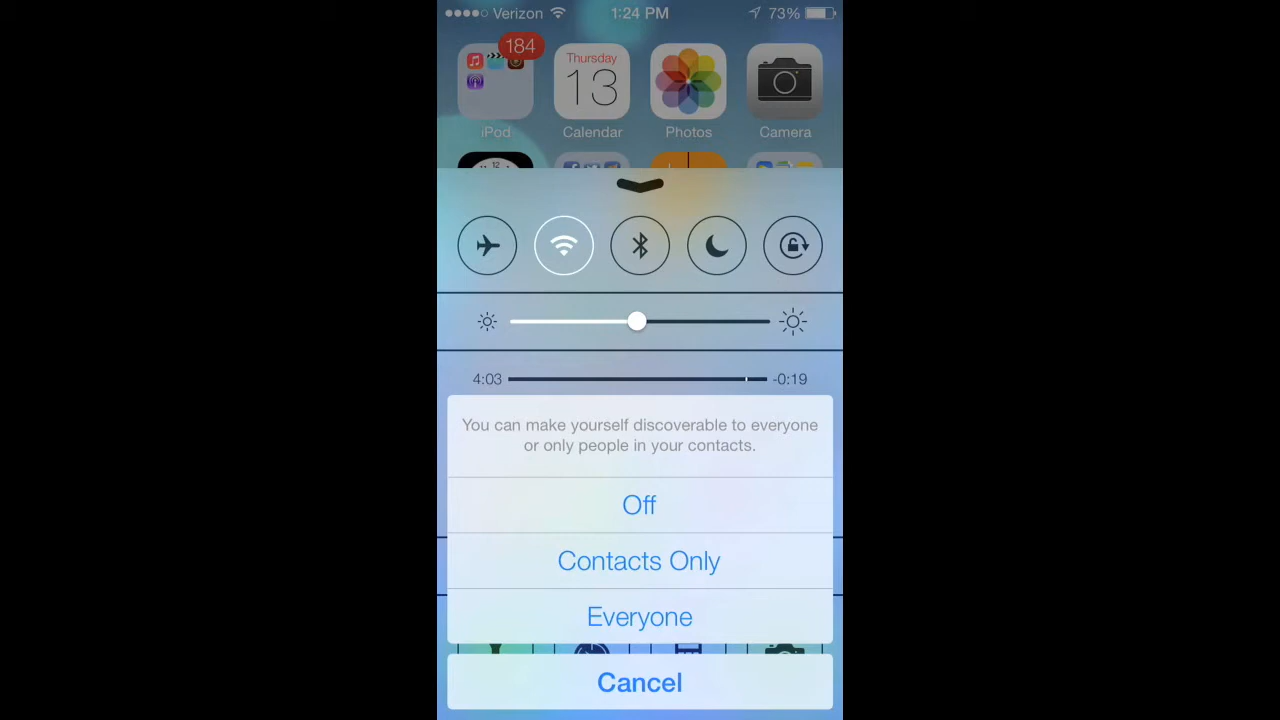 Verizon 1:24 PM 73%
184
Thursday
13
iPod Calendar Photos Camera
12
4:03 -0:19
You can make yourself discoverable to everyone
or only people in your contacts.
Off
Contacts Only
Everyone
Cancel